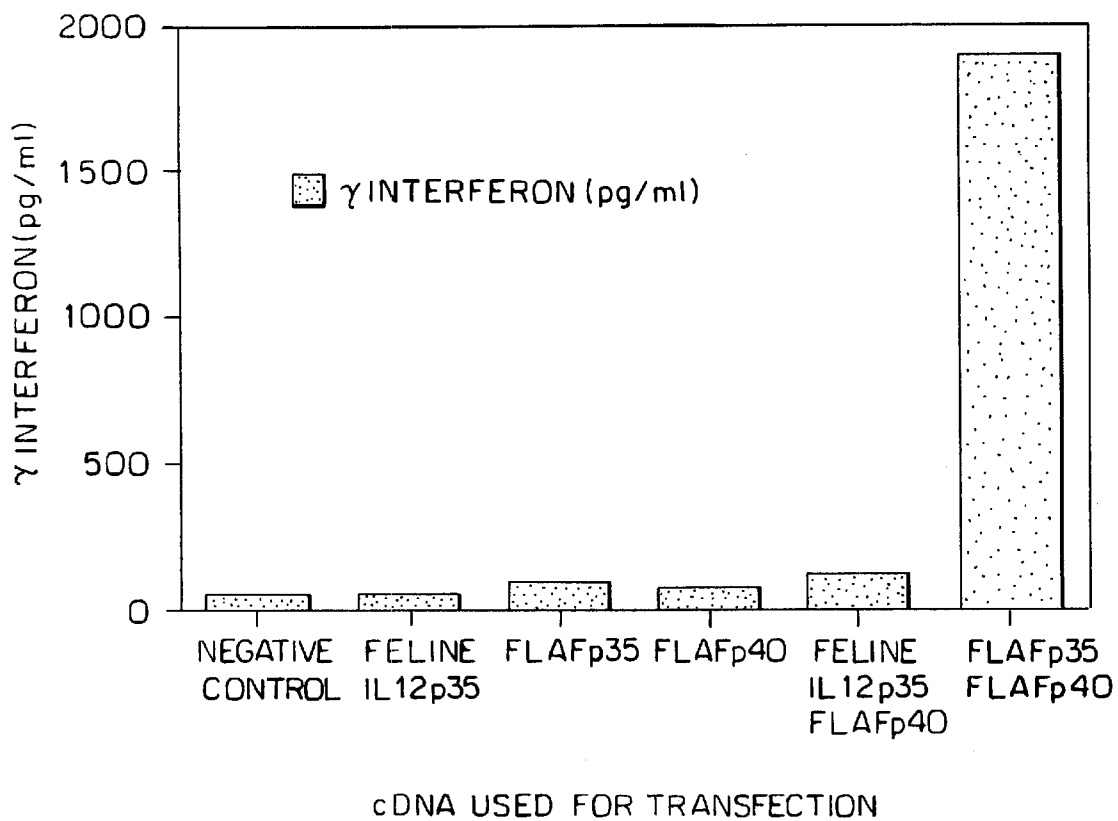 2000
1500
1000
500
0
γ INTERFERON(pg/ml)
γ INTERFERON (pg/ml)
NEGATIVE
CONTROL
FELINE
IL12p35
FLAFp35
FLAFp40
FELINE
IL12p35
FLAFp40
FLAFp35
FLAFp40
cDNA USED FOR TRANSFECTION